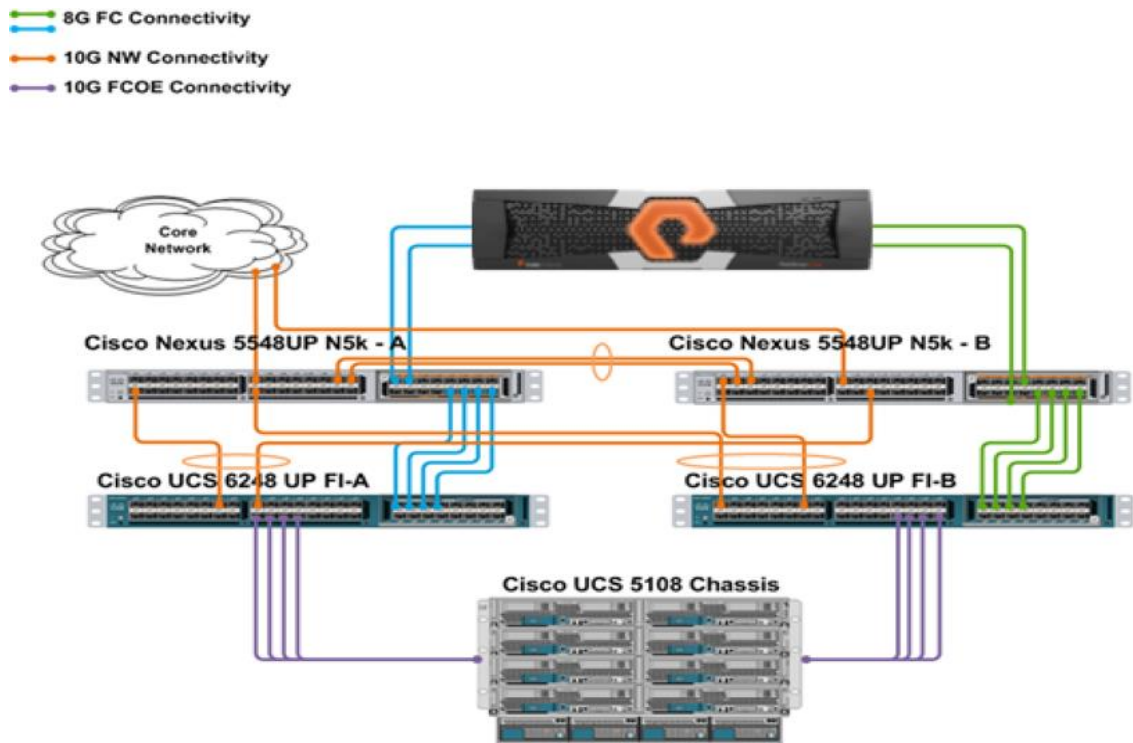 8G FC Connectivity
10G NW Connectivity
10G FCOE Connectivity
Core
Network
Cisco Nexus 5548UP N5k - A
Cisco Nexus 5548UP N5k - B
Cisco UCS 6248 UP FI-A
Cisco UCS 6248 UP FI-B
Cisco UCS 5108 Chassis